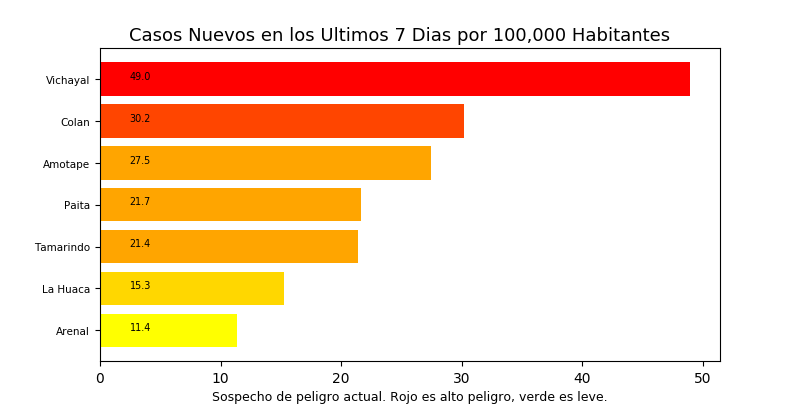 Casos Nuevos en los Ultimos 7 Dias por 100,000 Habitantes
Vichayal 49.0
Colan 30.2
Amotape 27.5
Paita 21.7
Tamarindo 21.4
La Huaca 15.3
Arenal 11.4
0 10 20 30 40 50
Sospecho de peligro actual. Rojo es alto peligro, verde es leve.